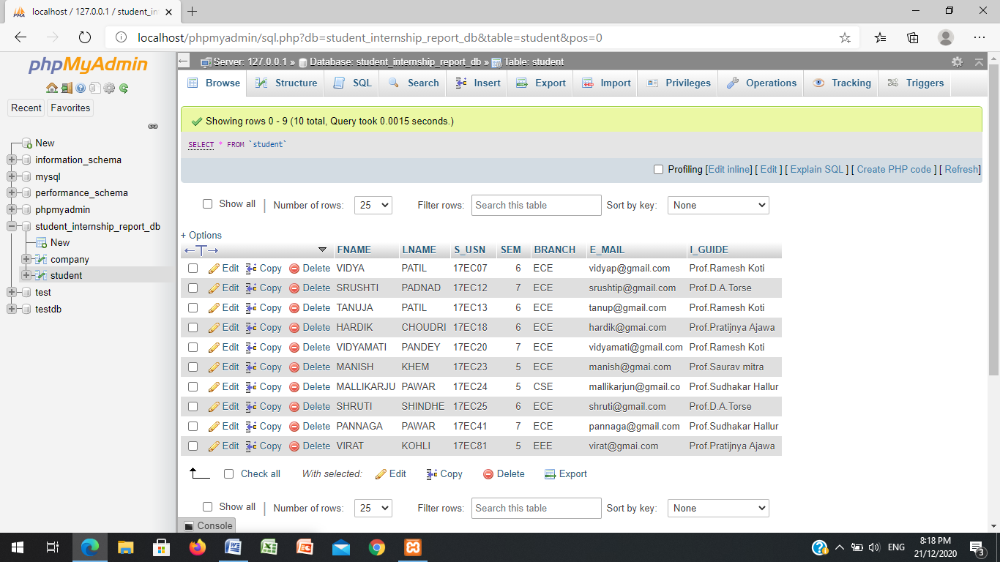 localhost / 127.0.0.1 / student_in
localhost/phpmyadmin/sql.php?db=student_internship_report_db&table=student&pos=0
phpMyAdmin
Recent Favorites
New
information_schema
mysql
performance_schema
phpmyadmin
student_internship_report_db
New
company
student
test
testdb
Server: 127.0.0.1 » Database: student_internship_report_db » Table: student
Browse Structure SQL Search Insert Export Import Privileges Operations Tracking Triggers
Showing rows 0 - 9 (10 total, Query took 0.0015 seconds.)
SELECT * FROM `student`
Profiling [Edit inline] [ Edit ] [ Explain SQL ] [ Create PHP code ] [ Refresh]
Show all | Number of rows: 25 Filter rows: Search this table Sort by key: None
+ Options
←T→ FNAME LNAME S_USN SEM BRANCH E_MAIL I_GUIDE
Edit Copy Delete VIDYA PATIL 17EC07 6 ECE vidyap@gmail.com Prof.Ramesh Koti
Edit Copy Delete SRUSHTI PADNAD 17EC12 7 ECE srushtip@gmail.com Prof.D.A.Torse
Edit Copy Delete TANUJA PATIL 17EC13 6 ECE tanup@gmail.com Prof.Ramesh Koti
Edit Copy Delete HARDIK CHOUDRI 17EC18 6 ECE hardik@gmai.com Prof.Pratijnya Ajawa
Edit Copy Delete VIDYAMATI PANDEY 17EC20 7 ECE vidyamati@gmail.com Prof.Ramesh Koti
Edit Copy Delete MANISH KHEM 17EC23 5 ECE manish@gmai.com Prof.Saurav mitra
Edit Copy Delete MALLIKARJU PAWAR 17EC24 5 CSE mallikarjun@gmail.co Prof.Sudhakar Hallur
Edit Copy Delete SHRUTI SHINDHE 17EC25 6 ECE shruti@gmail.com Prof.D.A.Torse
Edit Copy Delete PANNAGA PAWAR 17EC41 7 ECE pannaga@gmail.com Prof.Sudhakar Hallur
Edit Copy Delete VIRAT KOHLI 17EC81 5 EEE virat@gmai.com Prof.Pratijnya Ajawa
Check all With selected: Edit Copy Delete Export
Show all | Number of rows: 25 Filter rows: Search this table Sort by key: None
Console
ENG 8:18 PM
21/12/2020 3